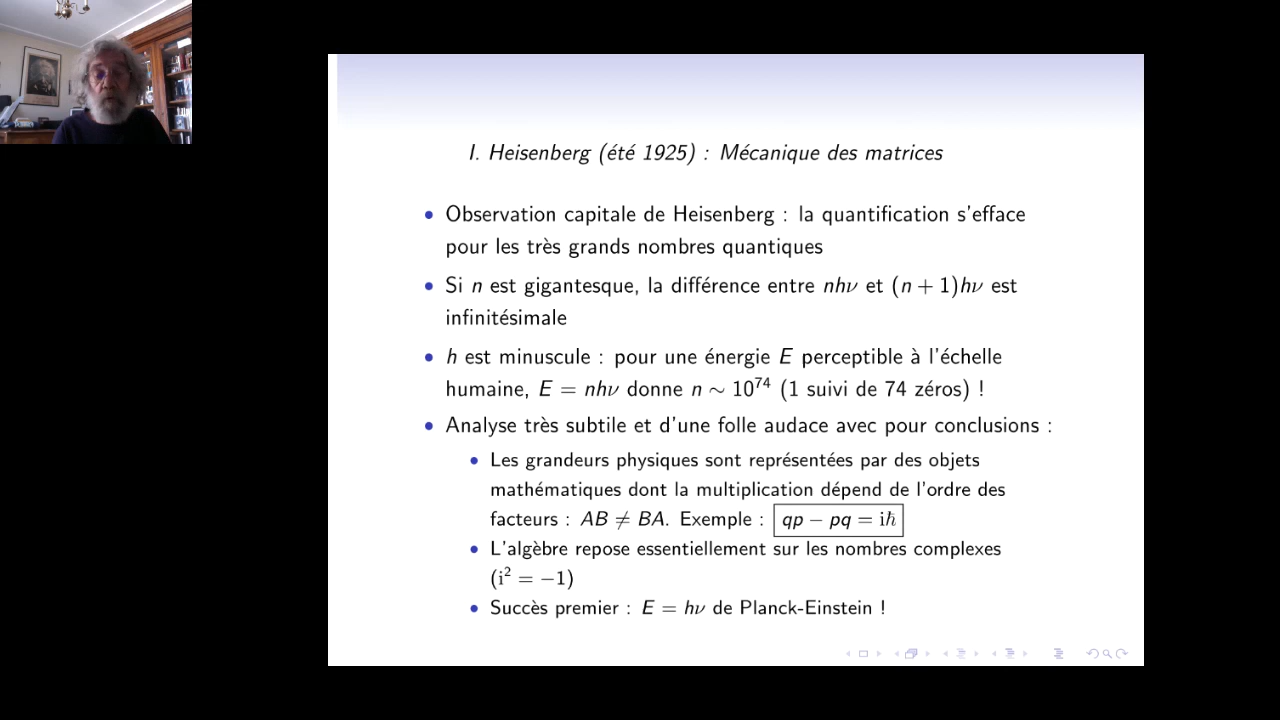 I. Heisenberg (été 1925) : Mécanique des matrices
• Observation capitale de Heisenberg : la quantification s'efface
pour les très grands nombres quantiques
• Si n est gigantesque, la différence entre nhν et (n + 1)hν est
infinitésimale
• h est minuscule : pour une énergie E perceptible à l'échelle
humaine, E = nhν donne n ∼ 10⁷⁴ (1 suivi de 74 zéros) !
• Analyse très subtile et d'une folle audace avec pour conclusions :
• Les grandeurs physiques sont représentées par des objets
mathématiques dont la multiplication dépend de l'ordre des
facteurs : AB ≠ BA. Exemple : qp − pq = iℏ
• L'algèbre repose essentiellement sur les nombres complexes
(i² = −1)
• Succès premier : E = hν de Planck-Einstein !